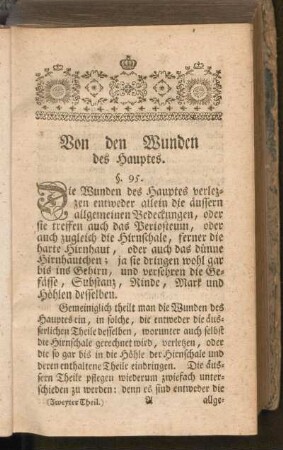 Von den Wunden
des Hauptes.
§. 95.
Die Wunden des Hauptes verlez-
zen entweder allein die äussern
allgemeinen Bedeckungen, oder
sie treffen auch das Periosteum, oder
auch zugleich die Hirnschale, ferner die
harte Hirnhaut, oder auch das dünne
Hirnhäutchen; ja sie dringen wohl gar
bis ins Gehirn, und versehren die Ge-
fässe, Substanz, Rinde, Mark und
Höhlen desselben.
Gemeiniglich theilt man die Wunden des
Hauptes ein, in solche, die entweder die äus-
serlichen Theile desselben, worunter auch selbst
die Hirnschale gerechnet wird, verletzen, oder
die so gar bis in die Höhle der Hirnschale und
deren enthaltene Theile eindringen. Die äus-
sern Theile pflegen wiederum zwiefach unter-
schieden zu werden: denn es sind entweder die
(Zweyter Theil.) A allge-